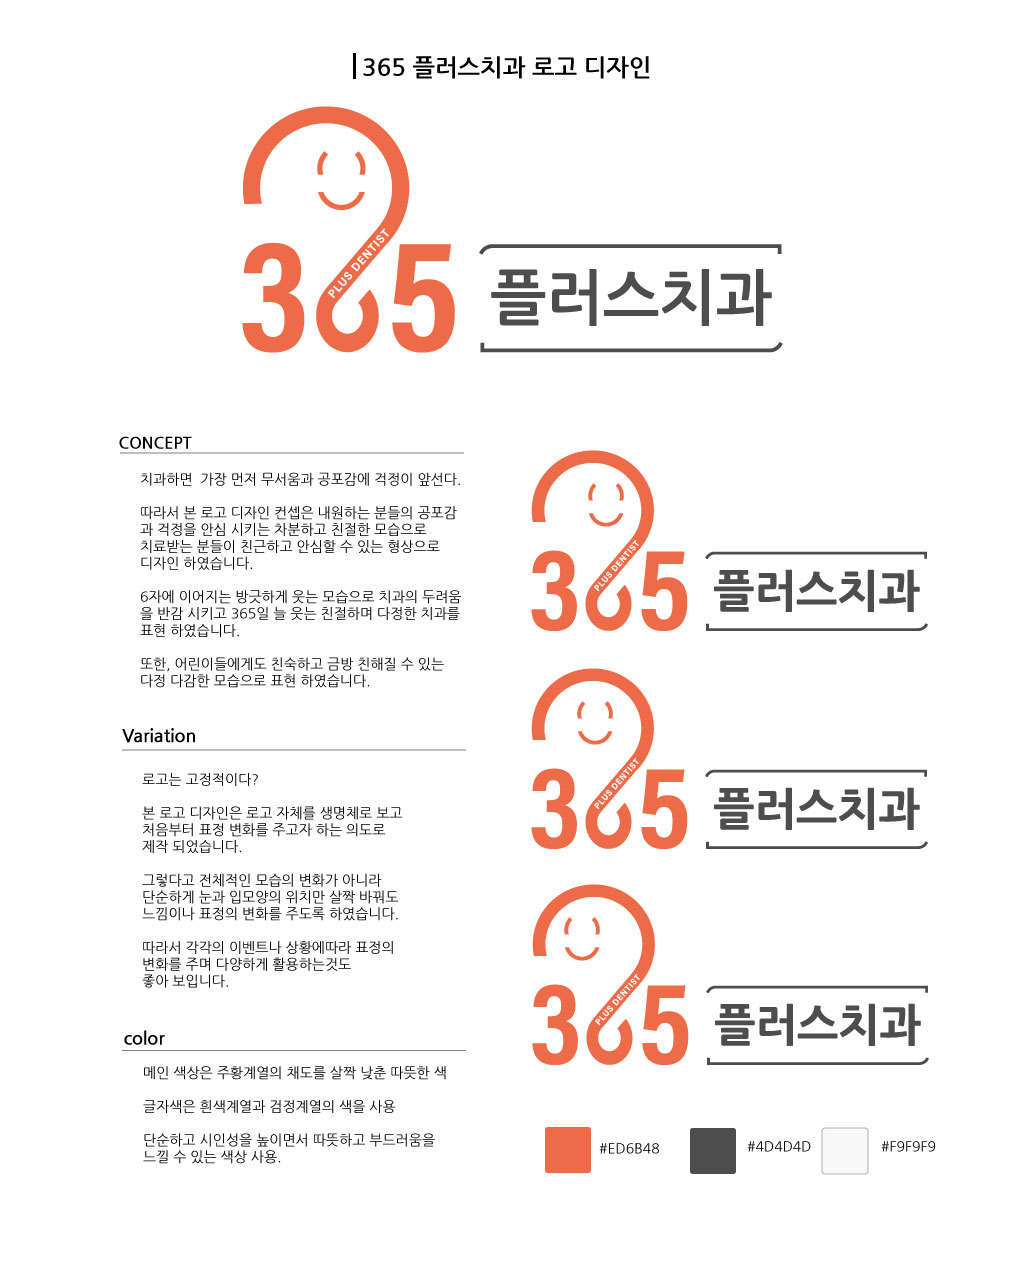 365 플러스치과 로고 디자인
365
PLUS DENTIST
플러스치과
CONCEPT
치과하면 가장 먼저 무서움과 공포감에 걱정이 앞선다.
따라서 본 로고 디자인 컨셉은 내원하는 분들의 공포감
과 걱정을 안심 시키는 차분하고 친절한 모습으로
치료받는 분들이 친근하고 안심할 수 있는 형상으로
디자인 하였습니다.
6자에 이어지는 방긋하게 웃는 모습으로 치과의 두려움
을 반감 시키고 365일 늘 웃는 친절하며 다정한 치과를
표현 하였습니다.
또한, 어린이들에게도 친숙하고 금방 친해질 수 있는
다정 다감한 모습으로 표현 하였습니다.
Variation
로고는 고정적이다?
본 로고 디자인은 로고 자체를 생명체로 보고
처음부터 표정 변화를 주고자 하는 의도로
제작 되었습니다.
그렇다고 전체적인 모습의 변화가 아니라
단순하게 눈과 입모양의 위치만 살짝 바꿔도
느낌이나 표정의 변화를 주도록 하였습니다.
따라서 각각의 이벤트나 상황에따라 표정의
변화를 주며 다양하게 활용하는것도
좋아 보입니다.
color
메인 색상은 주황계열의 채도를 살짝 낮춘 따뜻한 색
글자색은 흰색계열과 검정계열의 색을 사용
단순하고 시인성을 높이면서 따뜻하고 부드러움을
느낄 수 있는 색상 사용.
365
PLUS DENTIST
플러스치과
365
PLUS DENTIST
플러스치과
365
PLUS DENTIST
플러스치과
#ED6B48
#4D4D4D
#F9F9F9